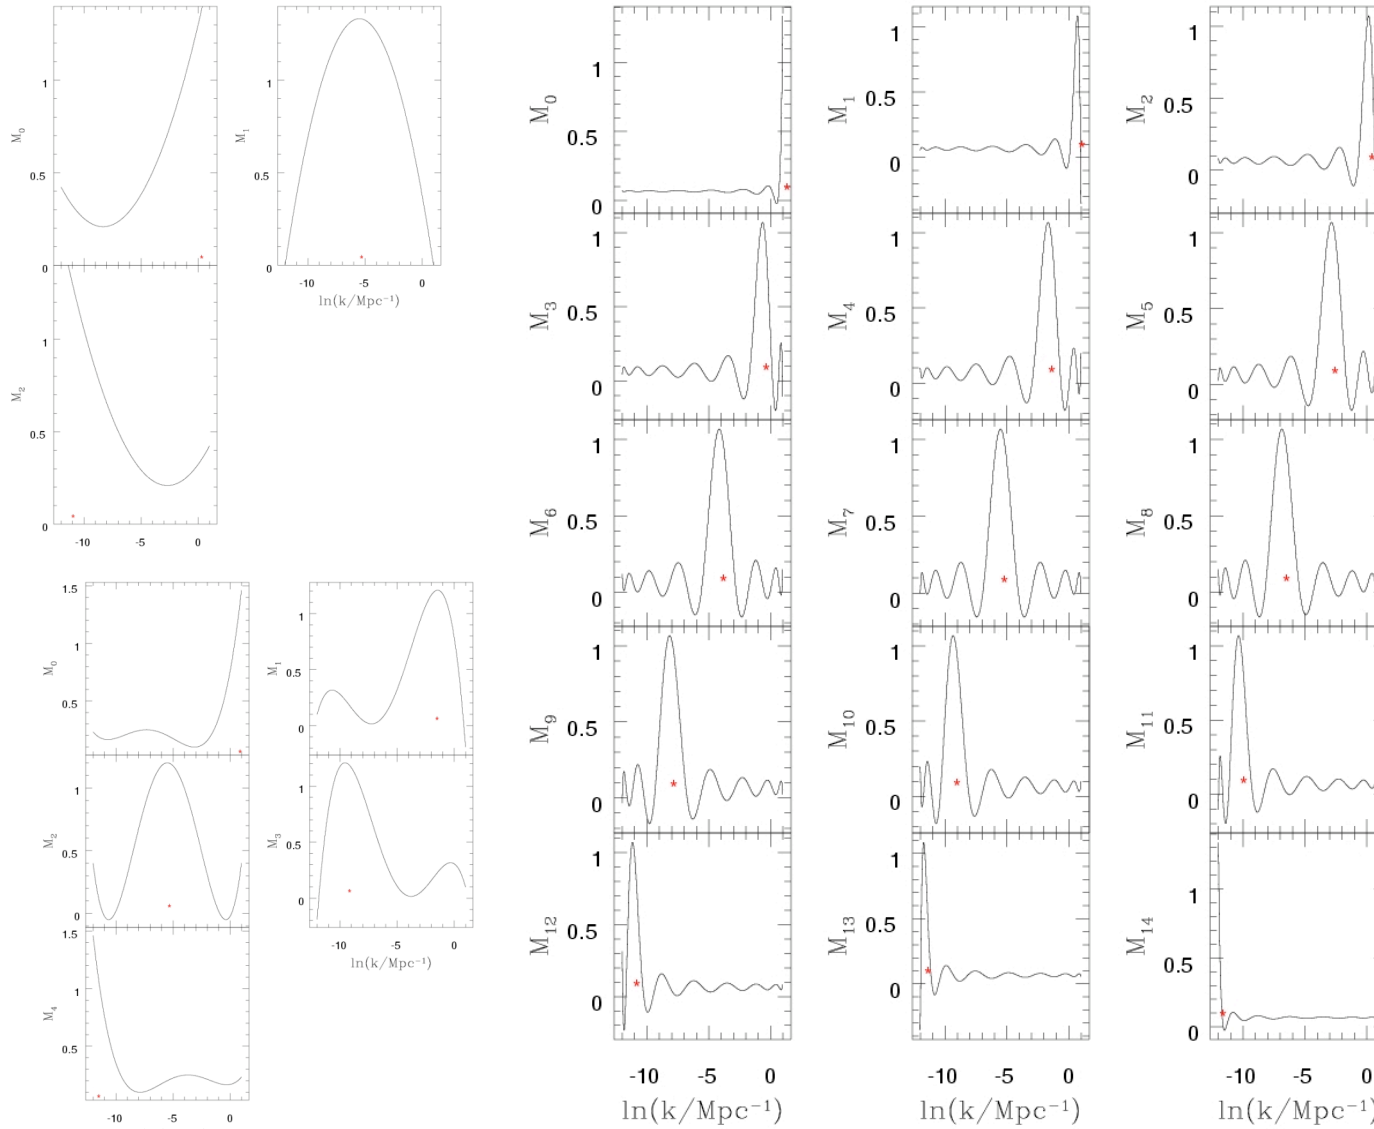 M₀ 1 0.5 0
M₁ 1 0.5 0
-10 -5 0
ln(k/Mpc⁻¹)
M₂ 1 0.5 0
-10 -5 0
M₀ 1.5 1 0.5
M₁ 1 0.5 0
M₂ 1 0.5 0
M₃ 1 0.5 0
-10 -5 0
ln(k/Mpc⁻¹)
M₄ 1.5 1 0.5
-10 -5 0
M₀ 1 0.5 0
M₁ 1 0.5 0
M₂ 1 0.5 0
M₃ 1 0.5 0
M₄ 1 0.5 0
M₅ 1 0.5 0
M₆ 1 0.5 0
M₇ 1 0.5 0
M₈ 1 0.5 0
M₉ 1 0.5 0
M₁₀ 1 0.5 0
M₁₁ 1 0.5 0
M₁₂ 1 0.5 0
M₁₃ 1 0.5 0
M₁₄ 1 0.5 0
-10 -5 0
-10 -5 0
-10 -5 0
ln(k/Mpc⁻¹)
ln(k/Mpc⁻¹)
ln(k/Mpc⁻¹)